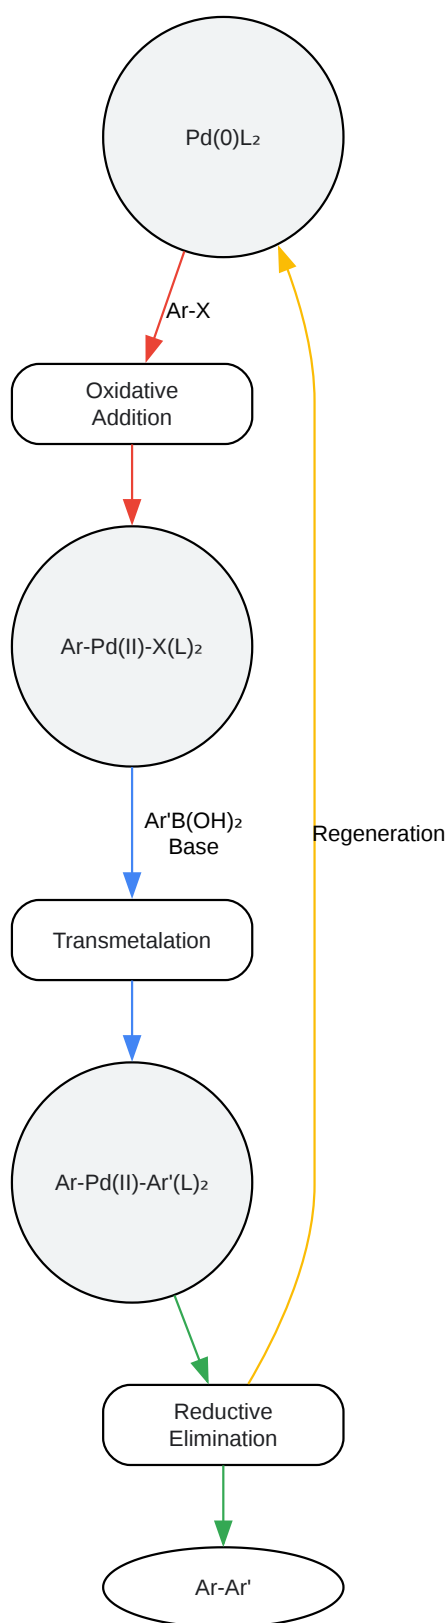 Pd(0)L₂
Ar-X
Oxidative
Addition
Ar-Pd(II)-X(L)₂
Ar'B(OH)₂
Base
Regeneration
Transmetalation
Ar-Pd(II)-Ar'(L)₂
Reductive
Elimination
Ar-Ar'